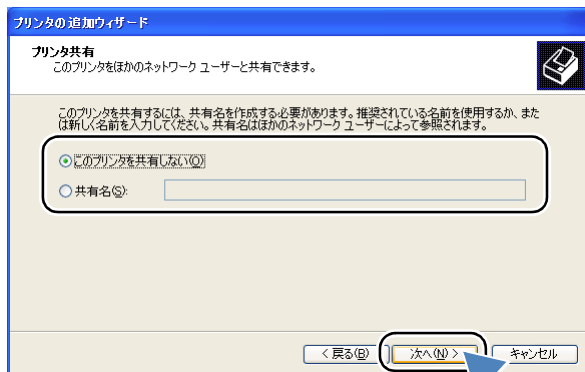 プリンタの追加ウィザード
プリンタ共有
このプリンタをほかのネットワーク ユーザーと共有できます。
このプリンタを共有するには、共有名を作成する必要があります。推奨されている名前を使用するか、また
は新しく名前を入力してください。共有名はほかのネットワーク ユーザーによって参照されます。
このプリンタを共有しない(O)
共有名(S):
< 戻る(B) 次へ(N) > キャンセル